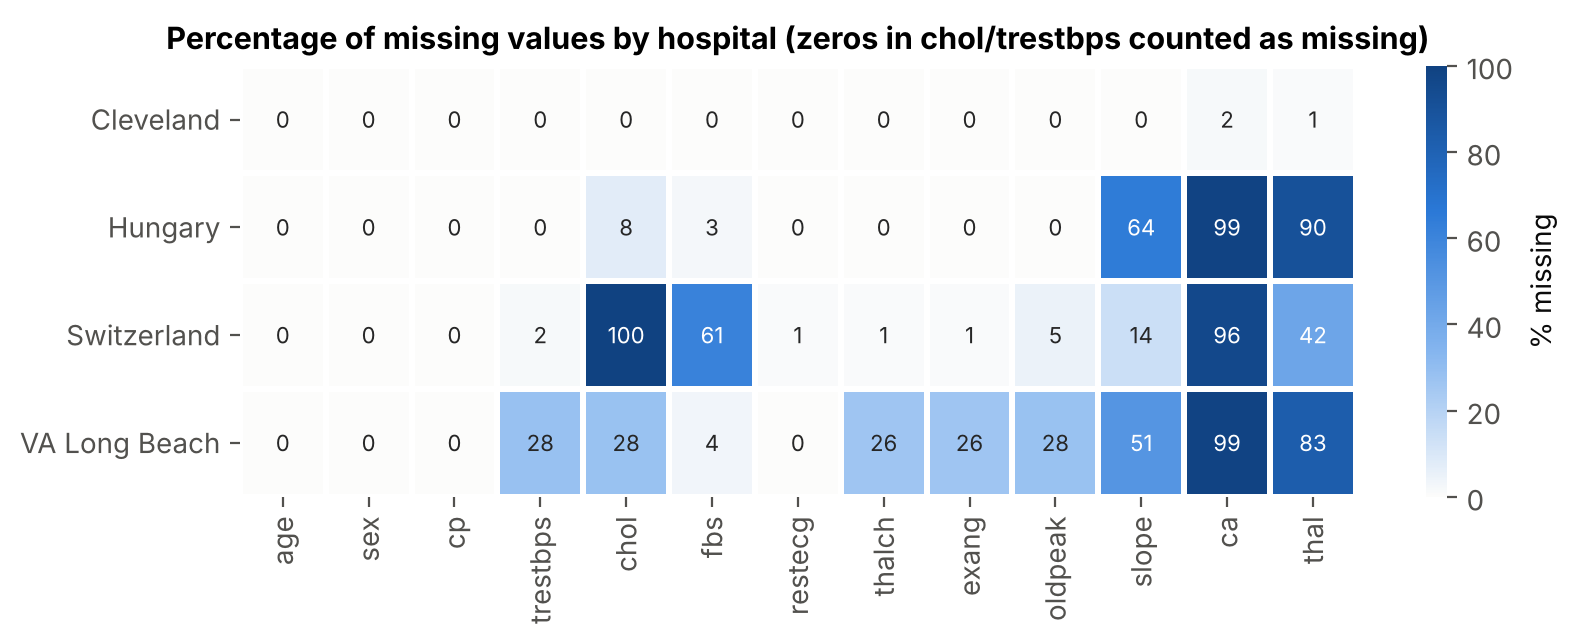 Percentage of missing values by hospital (zeros in chol/trestbps counted as missing)
Cleveland 0 0 0 0 0 0 0 0 0 0 0 2 1
Hungary 0 0 0 0 8 3 0 0 0 0 64 99 90
Switzerland 0 0 0 2 100 61 1 1 1 5 14 96 42
VA Long Beach 0 0 0 28 28 4 0 26 26 28 51 99 83
age sex cp trestbps chol fbs restecg thalch exang oldpeak slope ca thal
100
80
60
40
20
0
% missing